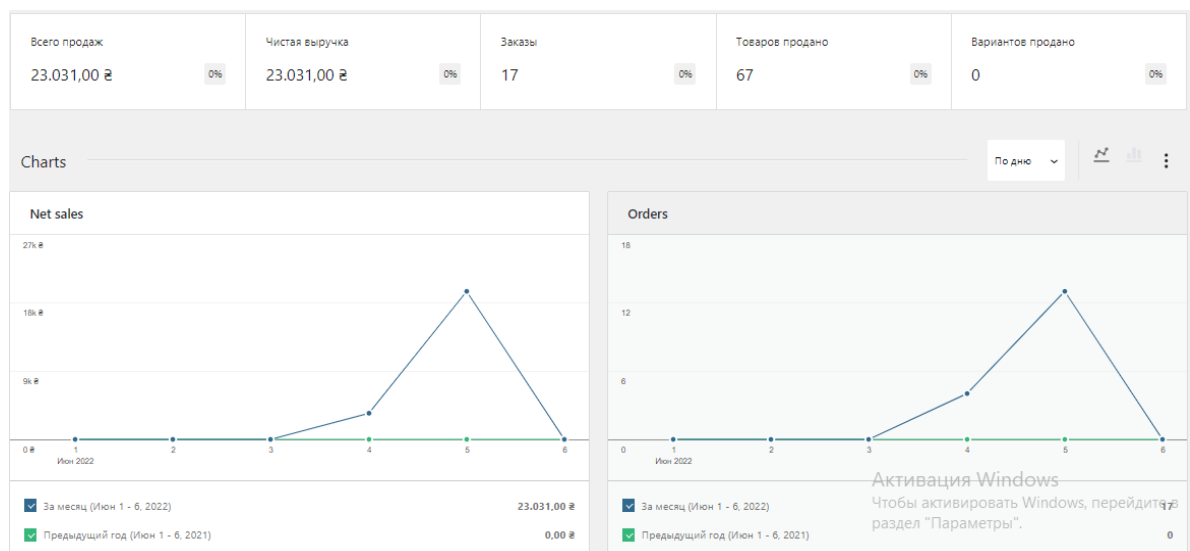 Всего продаж
23.031,00 ₴
0%
Чистая выручка
23.031,00 ₴
0%
Заказы
17
0%
Товаров продано
67
0%
Вариантов продано
0
0%
Charts
По дню
Net sales
27k ₴
18k ₴
9k ₴
0 ₴
1 2 3 4 5 6
Июн 2022
За месяц (Июн 1 - 6, 2022) 23.031,00 ₴
Предыдущий год (Июн 1 - 6, 2021) 0,00 ₴
Orders
18
12
6
0
1 2 3 4 5 6
Июн 2022
За месяц (Июн 1 - 6, 2022) 17
Предыдущий год (Июн 1 - 6, 2021) 0
Активация Windows
Чтобы активировать Windows, перейдите в
раздел "Параметры".